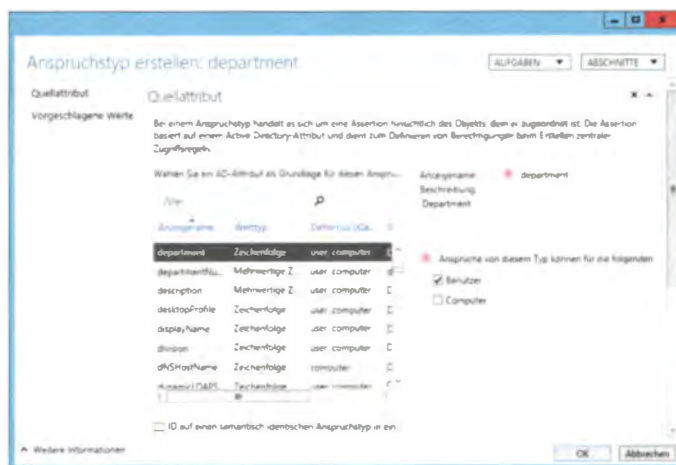 Anspruchstyp erstellen: department
AUFGABEN
ABSCHNITTE
Quellattribut
Vorgeschlagene Werte
Quellattribut
Bei einem Anspruchstyp handelt es sich um eine Assertion hinsichtlich des Objekts, dem er zugeordnet ist. Die Assertion
basiert auf einem Active Directory-Attribut und dient zum Definieren von Berechtigungen beim Erstellen zentraler
Zugriffsregeln.
Wählen Sie ein AD-Attribut als Grundlage für diesen Anspru...
Filter
Anzeigename Werttyp
department Zeichenfolge user, computer
departmentNu... Mehrwertige Z... user, computer
description Mehrwertige Z... user, computer
desktopProfile Zeichenfolge user, computer
displayName Zeichenfolge user, computer
division Zeichenfolge user, computer
dNSHostName Zeichenfolge computer
Zeichenfolge user, computer
Anzeigename: * department
Beschreibung:
Department
* Ansprüche von diesem Typ können für die folgenden
Benutzer
Computer
ID auf einen semantisch identischen Anspruchstyp in ein
Weitere Informationen
OK
Abbrechen